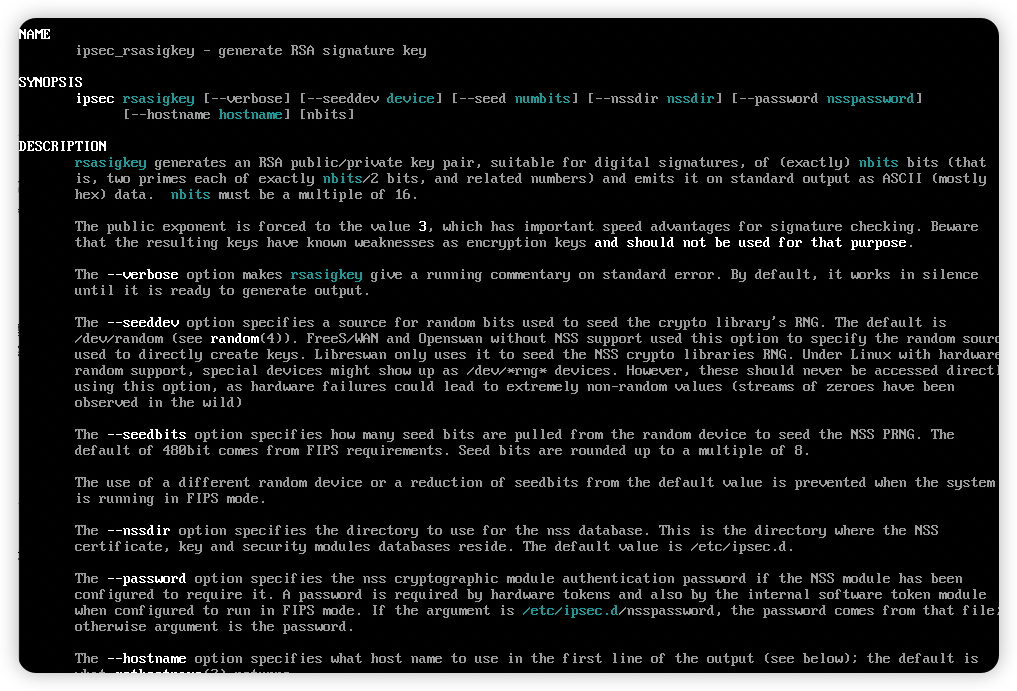 NAME
ipsec_rsasigkey - generate RSA signature key
SYNOPSIS
ipsec rsasigkey [--verbose] [--seeddev device] [--seed numbits] [--nssdir nssdir] [--password nsspassword]
[--hostname hostname] [nbits]
DESCRIPTION
rsasigkey generates an RSA public/private key pair, suitable for digital signatures, of (exactly) nbits bits (that
is, two primes each of exactly nbits/2 bits, and related numbers) and emits it on standard output as ASCII (mostly
hex) data.  nbits must be a multiple of 16.
The public exponent is forced to the value 3, which has important speed advantages for signature checking. Beware
that the resulting keys have known weaknesses as encryption keys and should not be used for that purpose.
The --verbose option makes rsasigkey give a running commentary on standard error. By default, it works in silence
until it is ready to generate output.
The --seeddev option specifies a source for random bits used to seed the crypto library's RNG. The default is
/dev/random (see random(4)). FreeS/WAN and Openswan without NSS support used this option to specify the random sourc
used to directly create keys. Libreswan only uses it to seed the NSS crypto libraries RNG. Under Linux with hardware
random support, special devices might show up as /dev/*rng* devices. However, these should never be accessed directl
using this option, as hardware failures could lead to extremely non-random values (streams of zeroes have been
observed in the wild)
The --seedbits option specifies how many seed bits are pulled from the random device to seed the NSS PRNG. The
default of 480bit comes from FIPS requirements. Seed bits are rounded up to a multiple of 8.
The use of a different random device or a reduction of seedbits from the default value is prevented when the system
is running in FIPS mode.
The --nssdir option specifies the directory to use for the nss database. This is the directory where the NSS
certificate, key and security modules databases reside. The default value is /etc/ipsec.d.
The --password option specifies the nss cryptographic module authentication password if the NSS module has been
configured to require it. A password is required by hardware tokens and also by the internal software token module
when configured to run in FIPS mode. If the argument is /etc/ipsec.d/nsspassword, the password comes from that file;
otherwise argument is the password.
The --hostname option specifies what host name to use in the first line of the output (see below); the default is